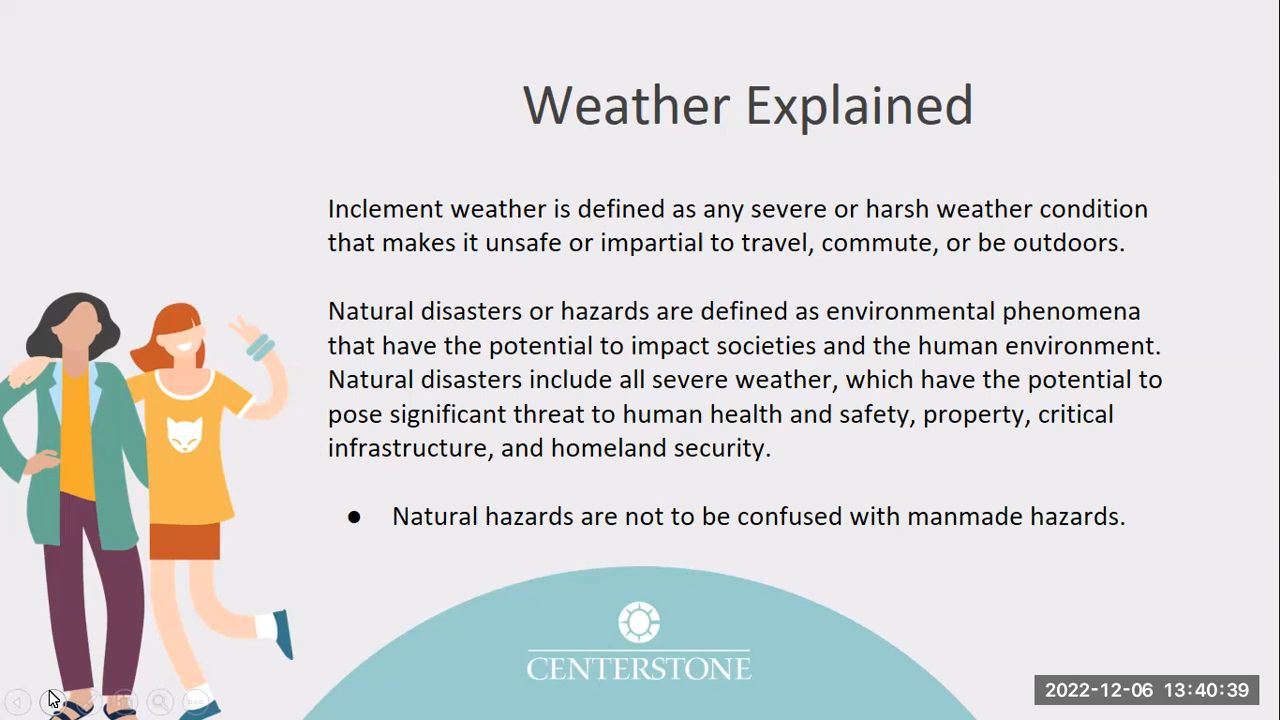 Weather Explained
Inclement weather is defined as any severe or harsh weather condition
that makes it unsafe or impartial to travel, commute, or be outdoors.
Natural disasters or hazards are defined as environmental phenomena
that have the potential to impact societies and the human environment.
Natural disasters include all severe weather, which have the potential to
pose significant threat to human health and safety, property, critical
infrastructure, and homeland security.
● Natural hazards are not to be confused with manmade hazards.
CENTERSTONE
2022-12-06 13:40:39